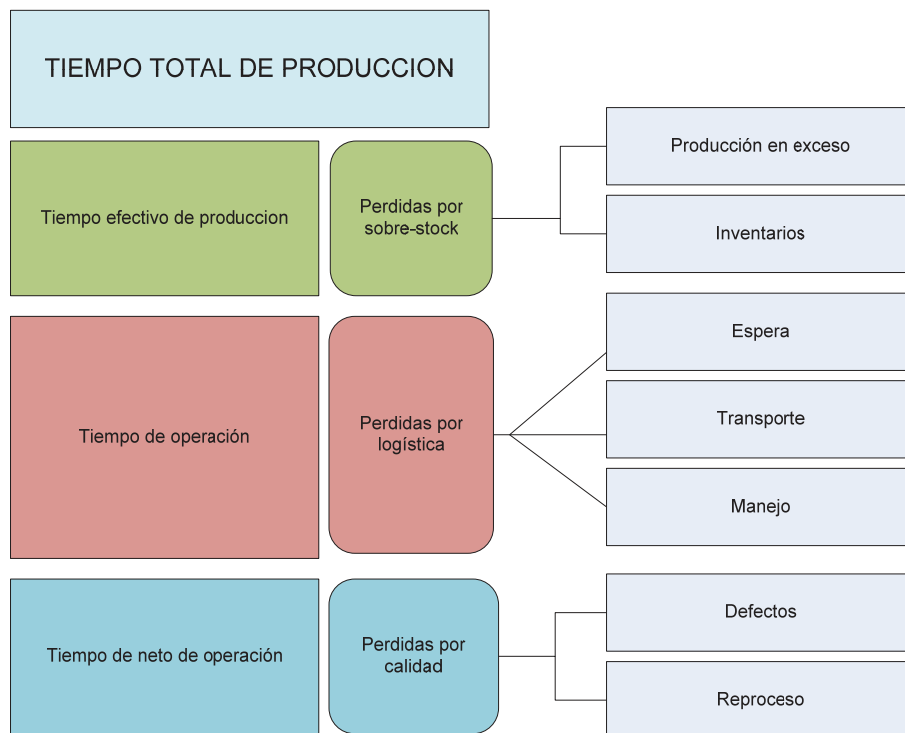 TIEMPO TOTAL DE PRODUCCION
Tiempo efectivo de produccion
Perdidas por
sobre-stock
Producción en exceso
Inventarios
Tiempo de operación
Perdidas por
logística
Espera
Transporte
Manejo
Tiempo de neto de operación
Perdidas por
calidad
Defectos
Reproceso